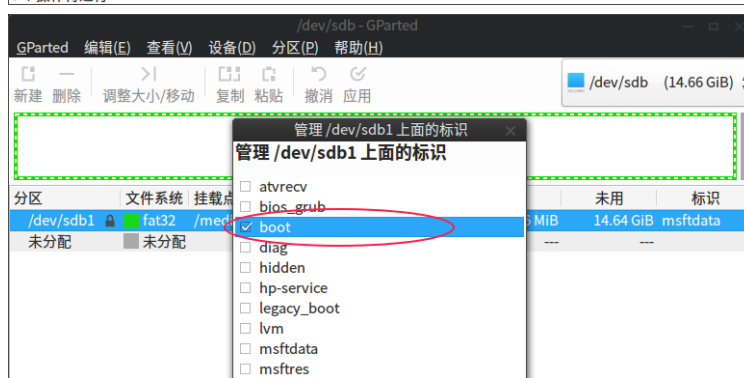 /dev/sdb - GParted
GParted 编辑(E) 查看(V) 设备(D) 分区(P) 帮助(H)
新建 删除 调整大小/移动 复制 粘贴 撤消 应用
/dev/sdb (14.66 GiB)
管理 /dev/sdb1 上面的标识
管理 /dev/sdb1 上面的标识
分区 文件系统 挂载点 未用 标识
/dev/sdb1 fat32 MiB 14.64 GiB msftdata
未分配 未分配 --- ---
atvrecv
bios_grub
boot
diag
hidden
hp-service
legacy_boot
lvm
msftdata
msftres